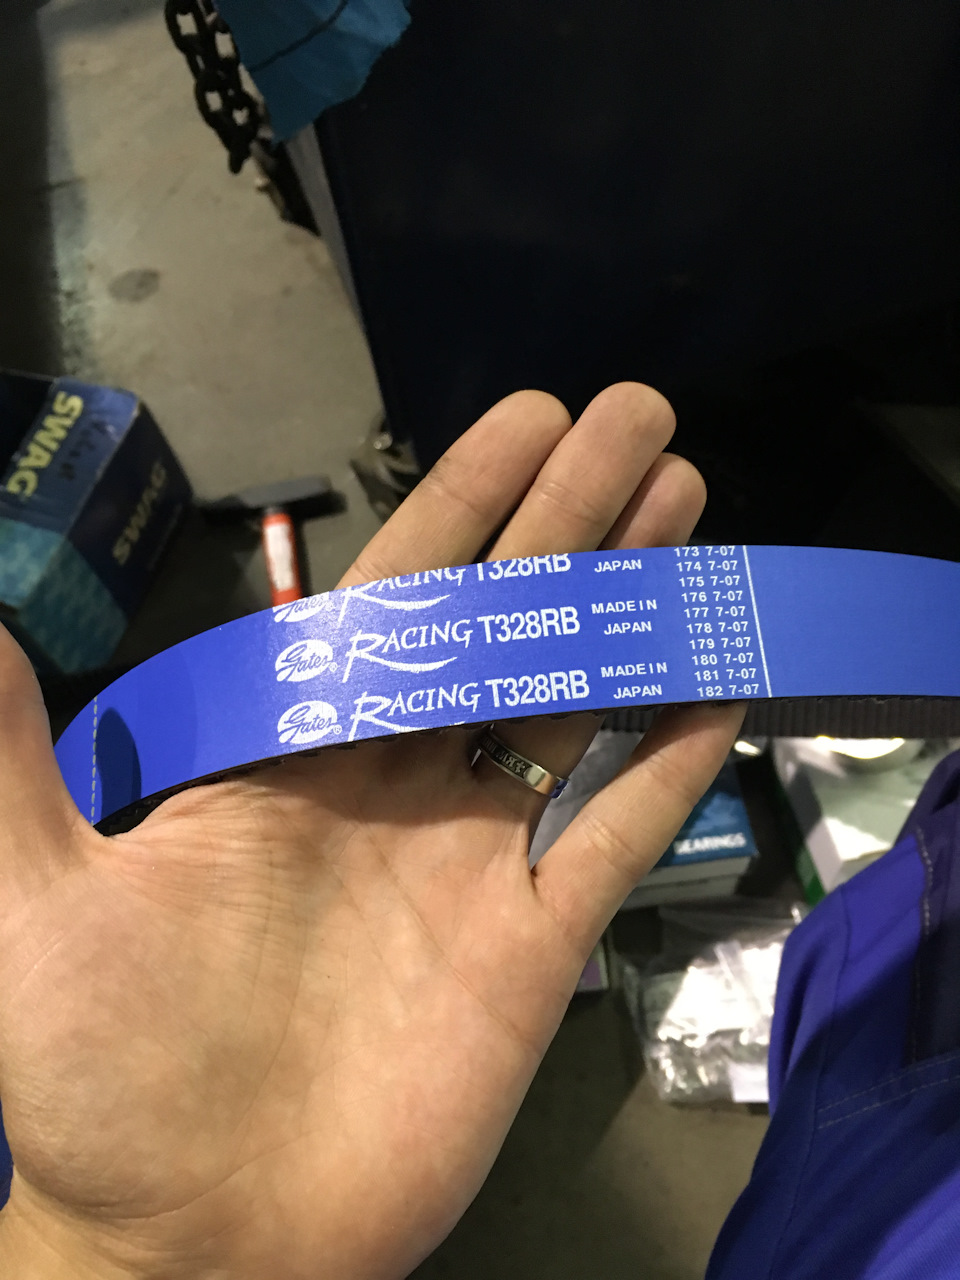 SWAG
SWAG
Gates RACING T328RB JAPAN
Gates® RACING T328RB MADE IN JAPAN
Gates® RACING T328RB MADE IN JAPAN
173 7-07
174 7-07
175 7-07
176 7-07
177 7-07
178 7-07
179 7-07
180 7-07
181 7-07
182 7-07
BEARINGS